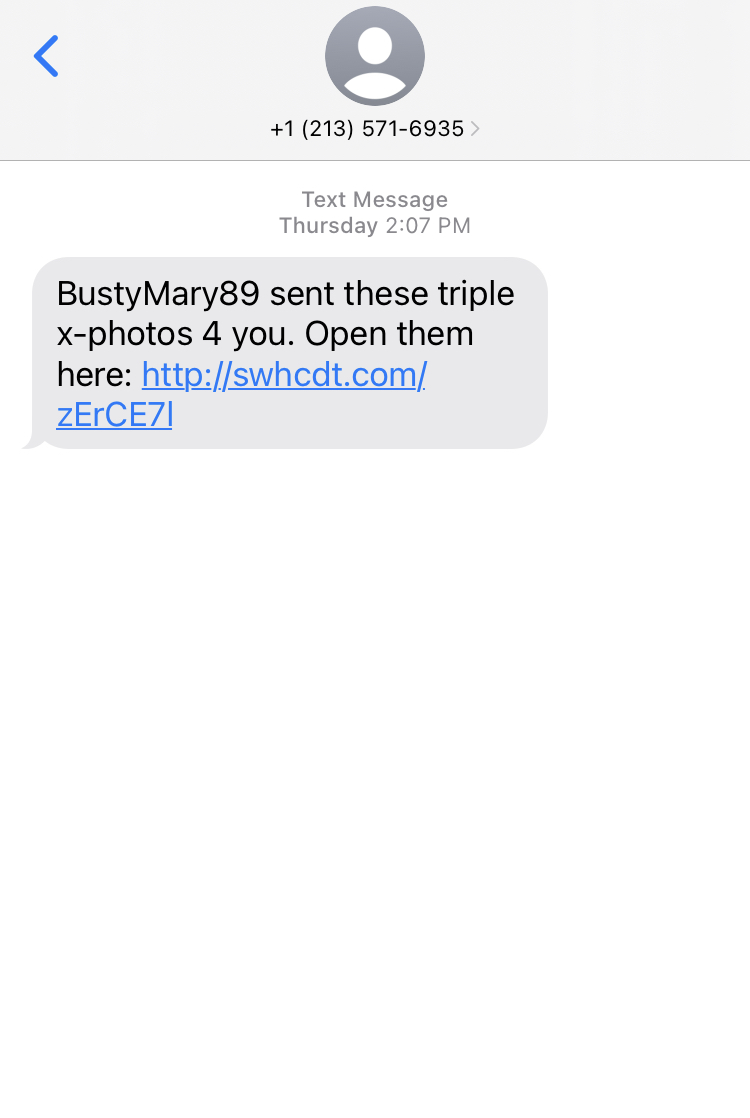 +1 (213) 571-6935
Text Message
Thursday 2:07 PM
BustyMary89 sent these triple
x-photos 4 you. Open them
here: http://swhcdt.com/
zErCE7l